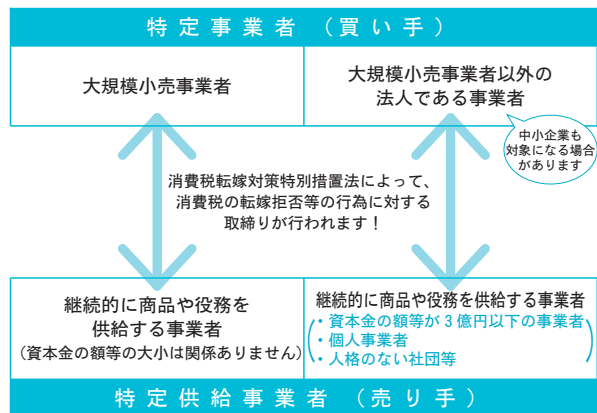 特定事業者（買い手）
大規模小売事業者
大規模小売事業者以外の
法人である事業者
中小企業も
対象になる場合
があります
消費税転嫁対策特別措置法によって、
消費税の転嫁拒否等の行為に対する
取締りが行われます！
継続的に商品や役務を
供給する事業者
（資本金の額等の大小は関係ありません）
継続的に商品や役務を供給する事業者
・資本金の額等が3億円以下の事業者
・個人事業者
・人格のない社団等
特定供給事業者（売り手）